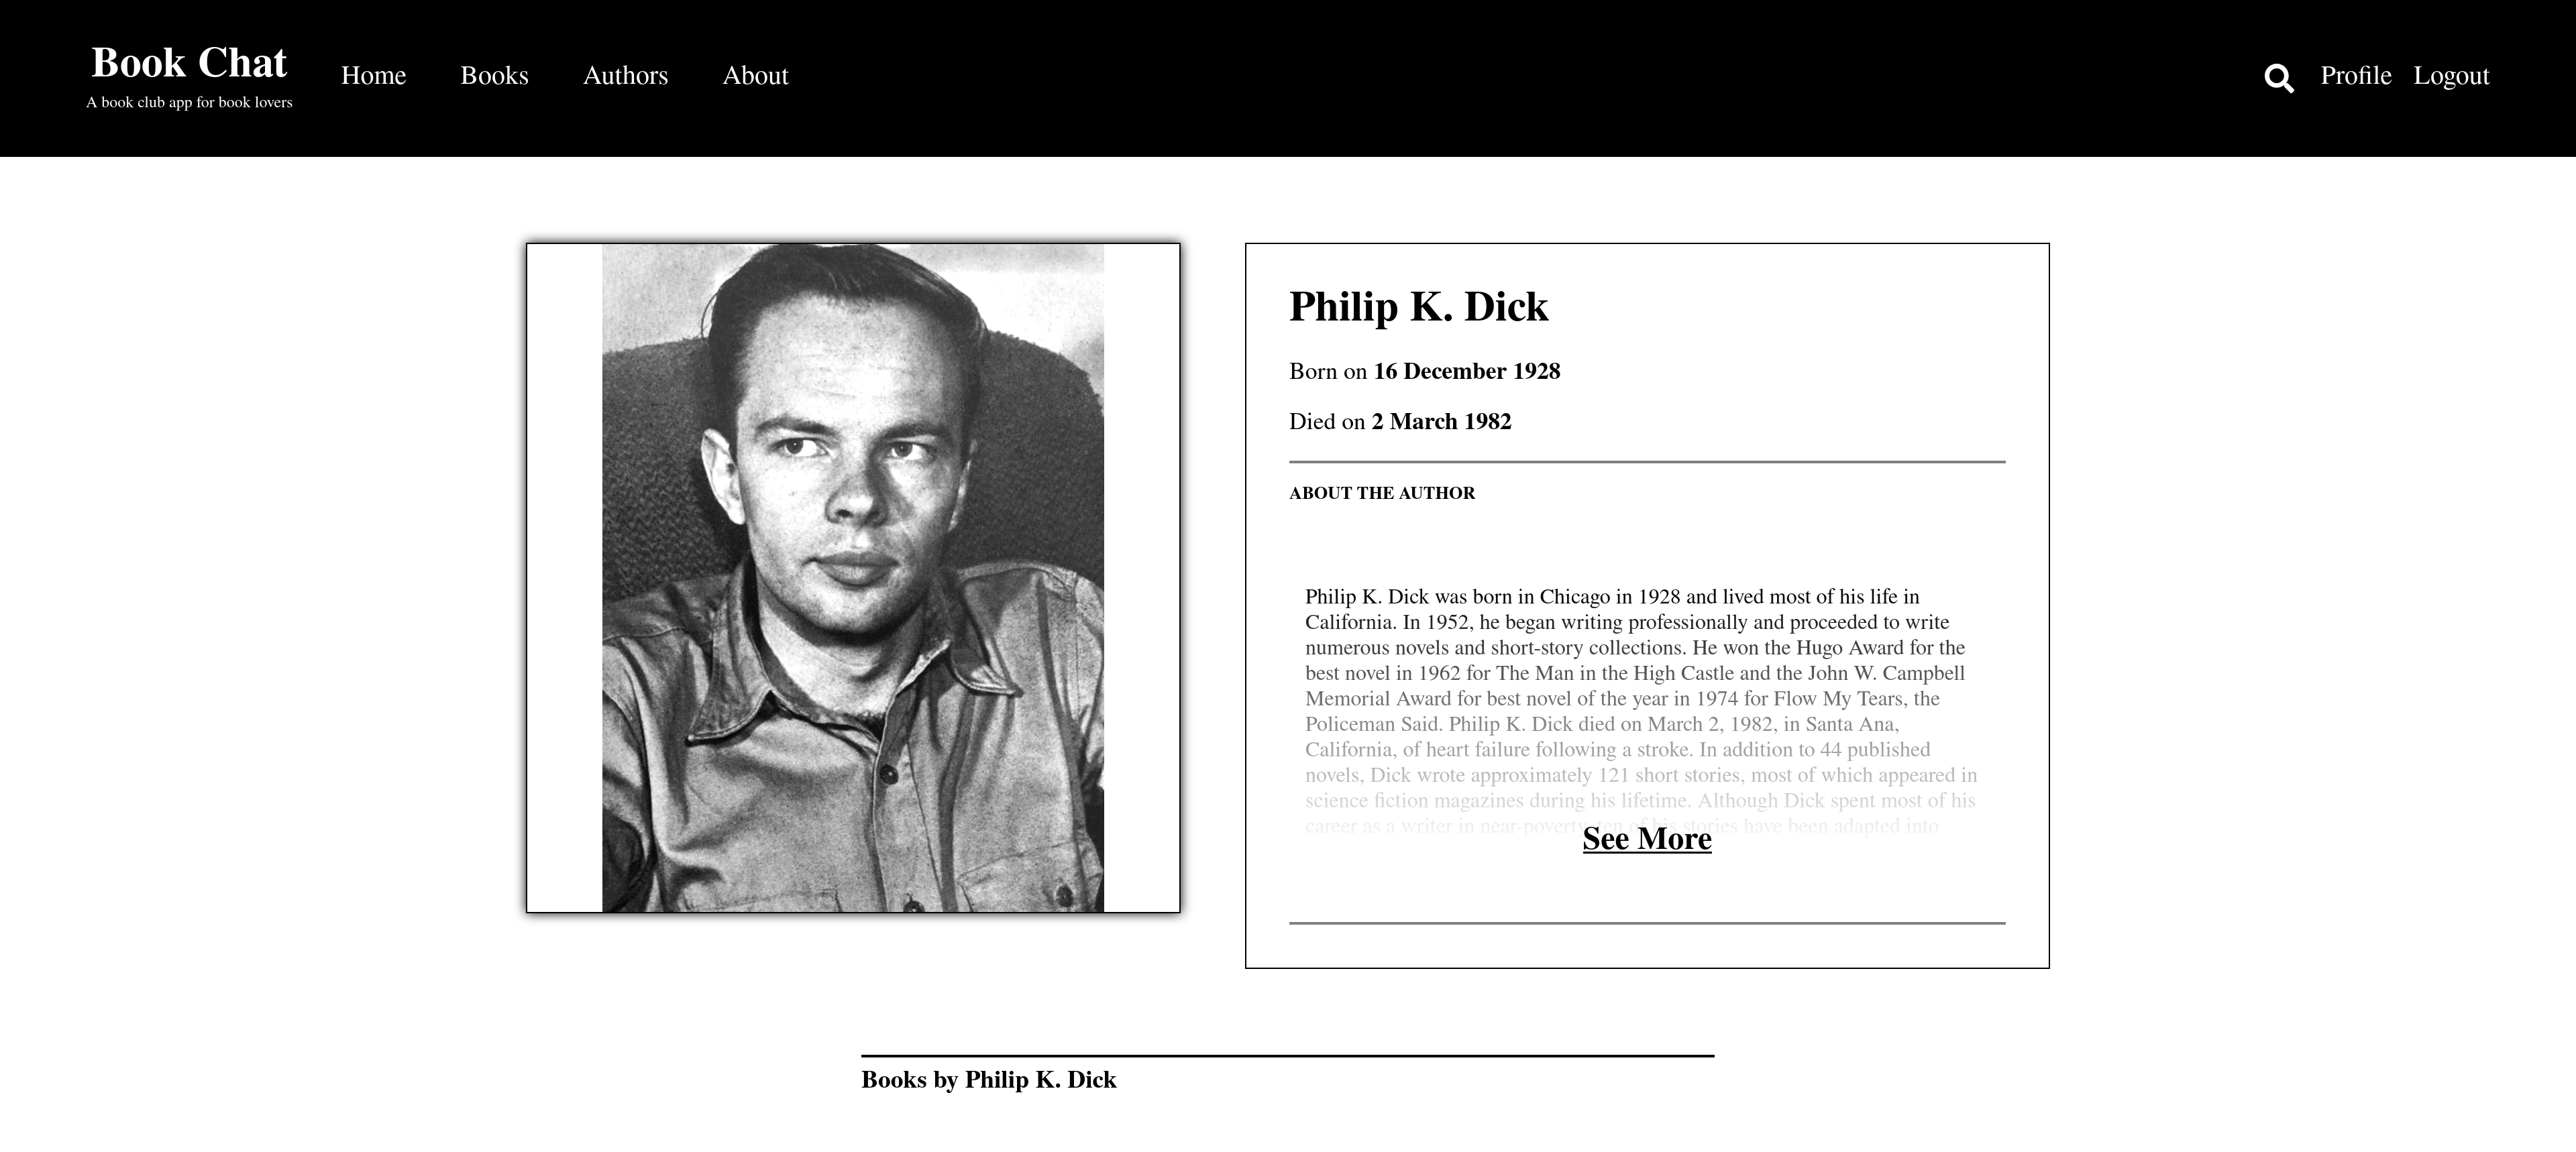 Book Chat
A book club app for book lovers
Home
Books
Authors
About
Profile
Logout
Philip K. Dick
Born on 16 December 1928
Died on 2 March 1982
ABOUT THE AUTHOR
Philip K. Dick was born in Chicago in 1928 and lived most of his life in
California. In 1952, he began writing professionally and proceeded to write
numerous novels and short-story collections. He won the Hugo Award for the
best novel in 1962 for The Man in the High Castle and the John W. Campbell
Memorial Award for best novel of the year in 1974 for Flow My Tears, the
Policeman Said. Philip K. Dick died on March 2, 1982, in Santa Ana,
California, of heart failure following a stroke. In addition to 44 published
novels, Dick wrote approximately 121 short stories, most of which appeared in
science fiction magazines during his lifetime. Although Dick spent most of his
career as a writer in near-poverty, ten of his stories have been adapted into
See More
Books by Philip K. Dick